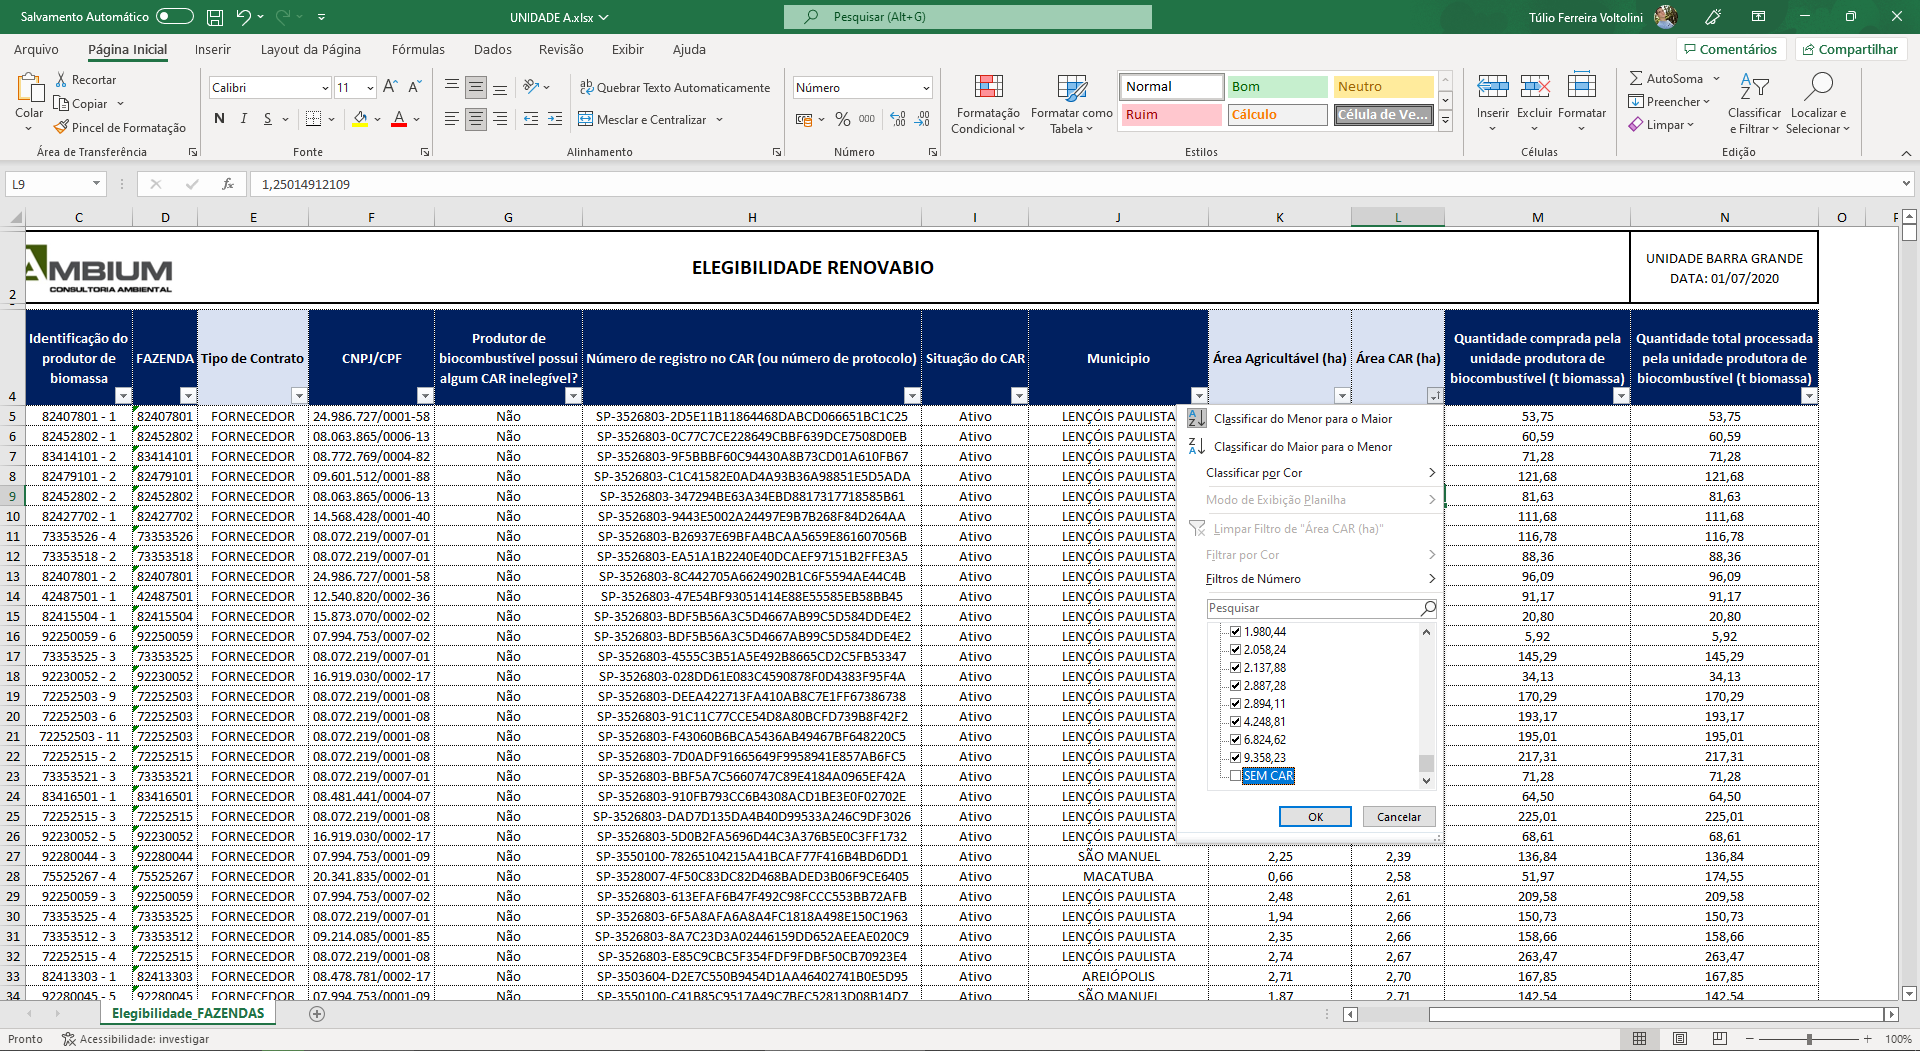 Salvamento Automático
UNIDADE A.xlsx
Pesquisar (Alt+G)
Túlio Ferreira Voltolini
Arquivo Página Inicial Inserir Layout da Página Fórmulas Dados Revisão Exibir Ajuda
Comentários Compartilhar
Colar
Recortar
Copiar
Pincel de Formatação
Área de Transferência
Calibri 11
N I S
Fonte
Quebrar Texto Automaticamente
Mesclar e Centralizar
Alinhamento
Número
% 000
Número
Formatação Condicional
Formatar como Tabela
Normal Bom Neutro
Ruim Cálculo Célula de Ve...
Estilos
Inserir Excluir Formatar
Células
AutoSoma
Preencher
Limpar
Classificar e Filtrar
Localizar e Selecionar
Edição
L9
fx
1,25014912109
C D E F G H I J K L M N O P
2
AMBIUM
CONSULTORIA AMBIENTAL
ELEGIBILIDADE RENOVABIO
UNIDADE BARRA GRANDE
DATA: 01/07/2020
4 Identificação do produtor de biomassa FAZENDA Tipo de Contrato CNPJ/CPF Produtor de biocombustível possui algum CAR inelegível? Número de registro no CAR (ou número de protocolo) Situação do CAR Municipio Área Agricultável (ha) Área CAR (ha) Quantidade comprada pela unidade produtora de biocombustível (t biomassa) Quantidade total processada pela unidade produtora de biocombustível (t biomassa)
5 82407801 - 1 82407801 FORNECEDOR 24.986.727/0001-58 Não SP-3526803-2D5E11B11864468DABCD066651BC1C25 Ativo LENÇÓIS PAULISTA 53,75 53,75
6 82452802 - 1 82452802 FORNECEDOR 08.063.865/0006-13 Não SP-3526803-0C77C7CE228649CBBF639DCE7508D0EB Ativo LENÇÓIS PAULISTA 60,59 60,59
7 83414101 - 2 83414101 FORNECEDOR 08.772.769/0004-82 Não SP-3526803-9F5BBBF60C94430A8B73CD01A610FB67 Ativo LENÇÓIS PAULISTA 71,28 71,28
8 82479101 - 2 82479101 FORNECEDOR 09.601.512/0001-88 Não SP-3526803-C1C41582E0AD4A93B36A98851E5D5ADA Ativo LENÇÓIS PAULISTA 121,68 121,68
9 82452802 - 2 82452802 FORNECEDOR 08.063.865/0006-13 Não SP-3526803-347294BE63A34EBD8817317718585B61 Ativo LENÇÓIS PAULISTA 81,63 81,63
10 82427702 - 1 82427702 FORNECEDOR 14.568.428/0001-40 Não SP-3526803-9443E5002A24497E9B7B268F84D264AA Ativo LENÇÓIS PAULISTA 111,68 111,68
11 73353526 - 4 73353526 FORNECEDOR 08.072.219/0007-01 Não SP-3526803-B26937E69BFA4BCAA5659E861607056B Ativo LENÇÓIS PAULISTA 116,78 116,78
12 73353518 - 2 73353518 FORNECEDOR 08.072.219/0007-01 Não SP-3526803-EA51A1B2240E40DCAEF97151B2FFE3A5 Ativo LENÇÓIS PAULISTA 88,36 88,36
13 82407801 - 2 82407801 FORNECEDOR 24.986.727/0001-58 Não SP-3526803-8C442705A6624902B1C6F5594AE44C4B Ativo LENÇÓIS PAULISTA 96,09 96,09
14 42487501 - 1 42487501 FORNECEDOR 12.540.820/0002-36 Não SP-3526803-47E54BF93051414E88E55585EB58BB45 Ativo LENÇÓIS PAULISTA 91,17 91,17
15 82415504 - 1 82415504 FORNECEDOR 15.873.070/0002-02 Não SP-3526803-BDF5B56A3C5D4667AB99C5D584DDE4E2 Ativo LENÇÓIS PAULISTA 20,80 20,80
16 92250059 - 6 92250059 FORNECEDOR 07.994.753/0007-02 Não SP-3526803-BDF5B56A3C5D4667AB99C5D584DDE4E2 Ativo LENÇÓIS PAULISTA 5,92 5,92
17 73353525 - 3 73353525 FORNECEDOR 08.072.219/0007-01 Não SP-3526803-4555C3B51A5E492B8665CD2C5FB53347 Ativo LENÇÓIS PAULISTA 145,29 145,29
18 92230052 - 2 92230052 FORNECEDOR 16.919.030/0002-17 Não SP-3526803-028DD61E083C4590878F0D4383F95F4A Ativo LENÇÓIS PAULISTA 34,13 34,13
19 72252503 - 9 72252503 FORNECEDOR 08.072.219/0001-08 Não SP-3526803-DEEA422713FA410AB8C7E1FF67386738 Ativo LENÇÓIS PAULISTA 170,29 170,29
20 72252503 - 6 72252503 FORNECEDOR 08.072.219/0001-08 Não SP-3526803-91C11C77CCE54D8A80BCFD739B8F42F2 Ativo LENÇÓIS PAULISTA 193,17 193,17
21 72252503 - 11 72252503 FORNECEDOR 08.072.219/0001-08 Não SP-3526803-F43060B6BCA5436AB49467BF648220C5 Ativo LENÇÓIS PAULISTA 195,01 195,01
22 72252515 - 2 72252515 FORNECEDOR 08.072.219/0001-08 Não SP-3526803-7D0ADF91665649F9958941E857AB6FC5 Ativo LENÇÓIS PAULISTA 217,31 217,31
23 73353521 - 3 73353521 FORNECEDOR 08.072.219/0007-01 Não SP-3526803-BBF5A7C5660747C89E4184A0965EF42A Ativo LENÇÓIS PAULISTA 71,28 71,28
24 83416501 - 1 83416501 FORNECEDOR 08.481.441/0004-07 Não SP-3526803-910FB793CC6B4308ACD1BE3E0F02702E Ativo LENÇÓIS PAULISTA 64,50 64,50
25 72252515 - 3 72252515 FORNECEDOR 08.072.219/0001-08 Não SP-3526803-DAD7D135DA4B40D99533A246C9DF3026 Ativo LENÇÓIS PAULISTA 225,01 225,01
26 92230052 - 5 92230052 FORNECEDOR 16.919.030/0002-17 Não SP-3526803-5D0B2FA5696D44C3A376B5E0C3FF1732 Ativo LENÇÓIS PAULISTA 68,61 68,61
27 92280044 - 3 92280044 FORNECEDOR 07.994.753/0001-09 Não SP-3550100-78265104215A41BCAF77F416B4BD6DD1 Ativo SÃO MANUEL 2,25 2,39 136,84 136,84
28 75525267 - 4 75525267 FORNECEDOR 20.341.835/0002-01 Não SP-3528007-4F50C83DC82D468BADED3B06F9CE6405 Ativo MACATUBA 0,66 2,58 51,97 174,55
29 92250059 - 3 92250059 FORNECEDOR 07.994.753/0007-02 Não SP-3526803-613EFAF6B47F492C98FCCC553BB72AFB Ativo LENÇÓIS PAULISTA 2,48 2,61 209,58 209,58
30 73353525 - 4 73353525 FORNECEDOR 08.072.219/0007-01 Não SP-3526803-6F5A8AFA6A8A4FC1818A498E150C1963 Ativo LENÇÓIS PAULISTA 1,94 2,66 150,73 150,73
31 73353512 - 3 73353512 FORNECEDOR 09.214.085/0001-85 Não SP-3526803-8A7C23D3A02446159DD652AEEAE020C9 Ativo LENÇÓIS PAULISTA 2,35 2,66 158,66 158,66
32 72252515 - 4 72252515 FORNECEDOR 08.072.219/0001-08 Não SP-3526803-E85C9CBC5F354FDF9FDBF50CB70923E4 Ativo LENÇÓIS PAULISTA 2,74 2,67 263,47 263,47
33 82413303 - 1 82413303 FORNECEDOR 08.478.781/0002-17 Não SP-3503604-D2E7C550B9454D1AA46402741B0E5D95 Ativo AREIÓPOLIS 2,71 2,70 167,85 167,85
34 92280045 - 5 92280045 FORNECEDOR 07.994.753/0001-09 Não SP-3550100-C41B85C9517A49C7BFC52813D08B14D7 Ativo SÃO MANUEL 1,87 2,71 142,54 142,54
Classificar do Menor para o Maior
Classificar do Maior para o Menor
Classificar por Cor
Modo de Exibição Planilha
Limpar Filtro de "Área CAR (ha)"
Filtrar por Cor
Filtros de Número
Pesquisar
1.980,44
2.058,24
2.137,88
2.887,28
2.894,11
4.248,81
6.824,62
9.358,23
SEM CAR
OK Cancelar
Elegibilidade_FAZENDAS
Pronto Acessibilidade: investigar
100%